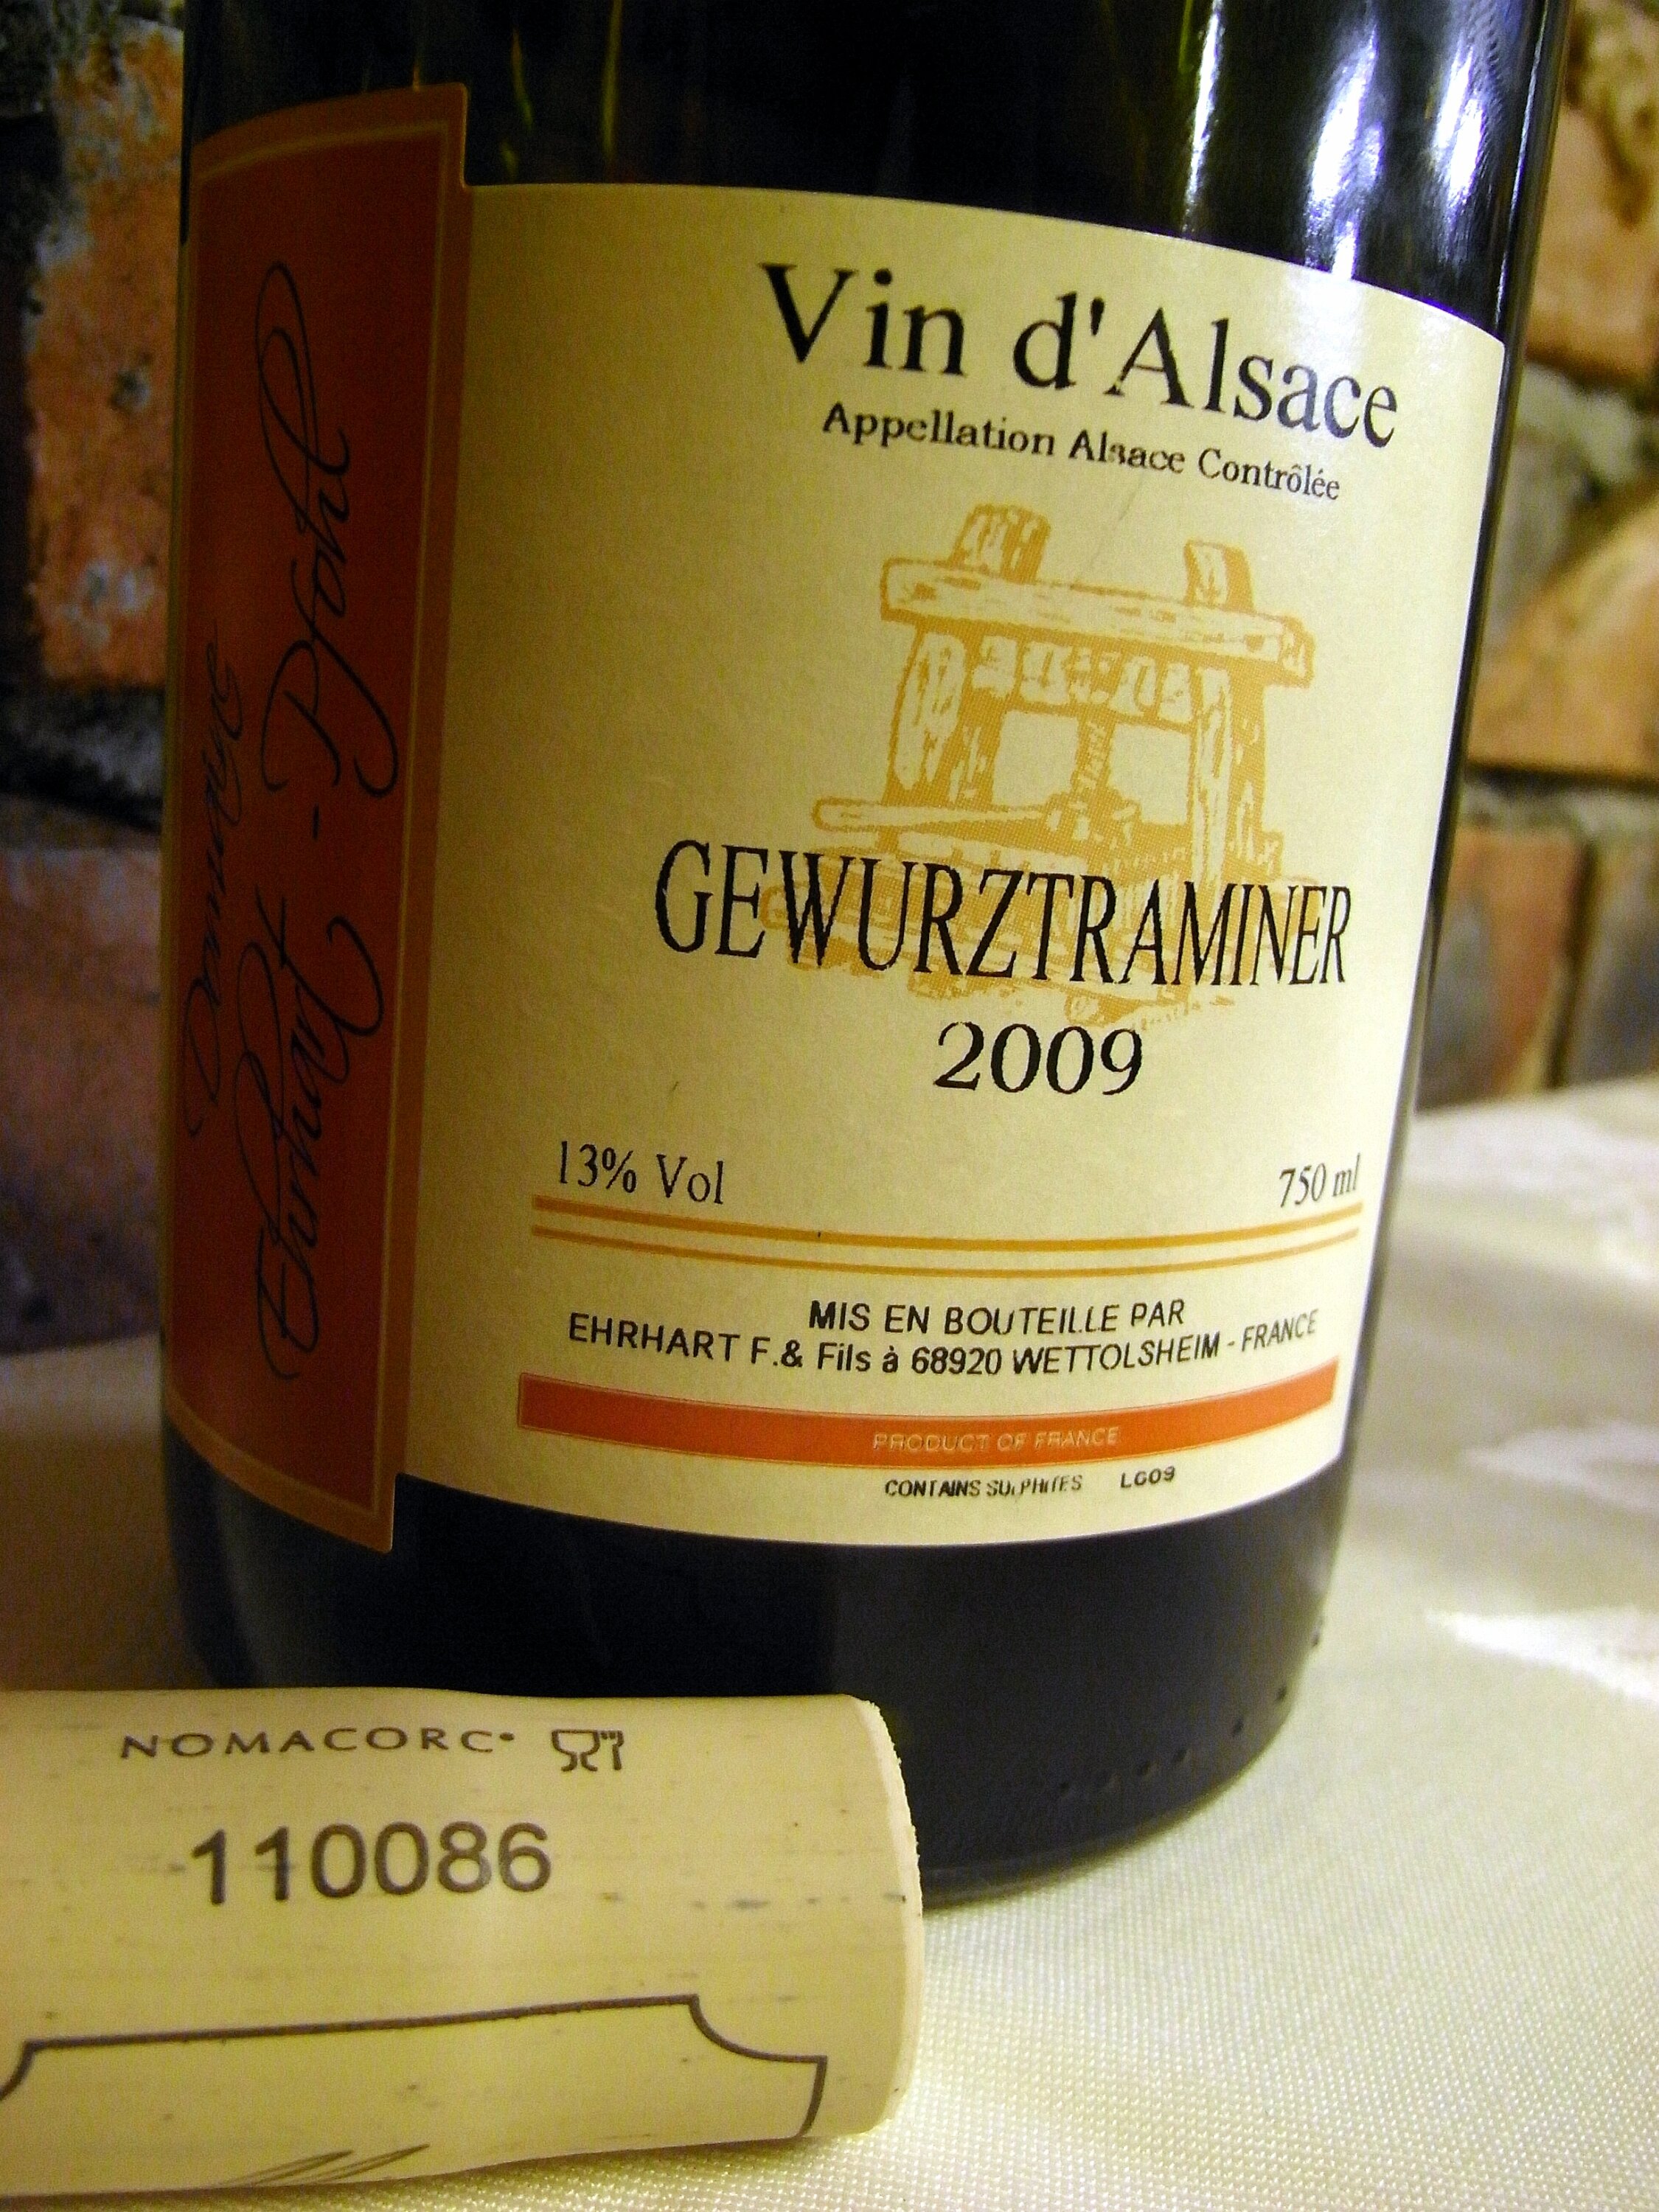 Domaine
Ehrhart - Pfohl
Vin d'Alsace
Appellation Alsace Contrôlée
GEWURZTRAMINER
2009
13% Vol
750 ml
MIS EN BOUTEILLE PAR
EHRHART F.& Fils à 68920 WETTOLSHEIM - FRANCE
PRODUCT OF FRANCE
CONTAINS SULPHITES LG09
NOMACORC
110086